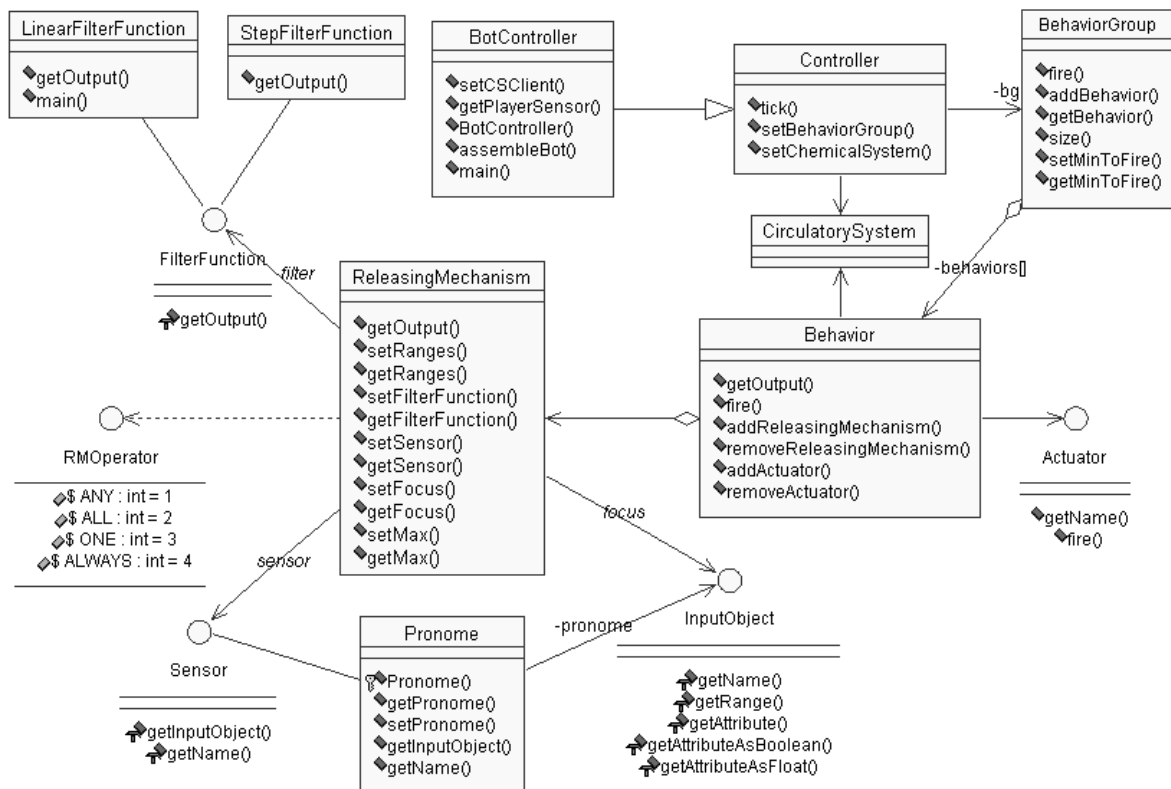 LinearFilterFunction
getOutput()
main()
StepFilterFunction
getOutput()
BotController
setCSClient()
getPlayerSensor()
BotController()
assembleBot()
main()
Controller
tick()
setBehaviorGroup()
setChemicalSystem()
-bg
BehaviorGroup
fire()
addBehavior()
getBehavior()
size()
setMinToFire()
getMinToFire()
CirculatorySystem
-behaviors[]
FilterFunction
getOutput()
filter
ReleasingMechanism
getOutput()
setRanges()
getRanges()
setFilterFunction()
getFilterFunction()
setSensor()
getSensor()
setFocus()
getFocus()
setMax()
getMax()
Behavior
getOutput()
fire()
addReleasingMechanism()
removeReleasingMechanism()
addActuator()
removeActuator()
Actuator
getName()
fire()
RMOperator
$ ANY : int = 1
$ ALL : int = 2
$ ONE : int = 3
$ ALWAYS : int = 4
sensor
focus
Sensor
getInputObject()
getName()
Pronome
Pronome()
getPronome()
setPronome()
getInputObject()
getName()
-pronome
InputObject
getName()
getRange()
getAttribute()
getAttributeAsBoolean()
getAttributeAsFloat()